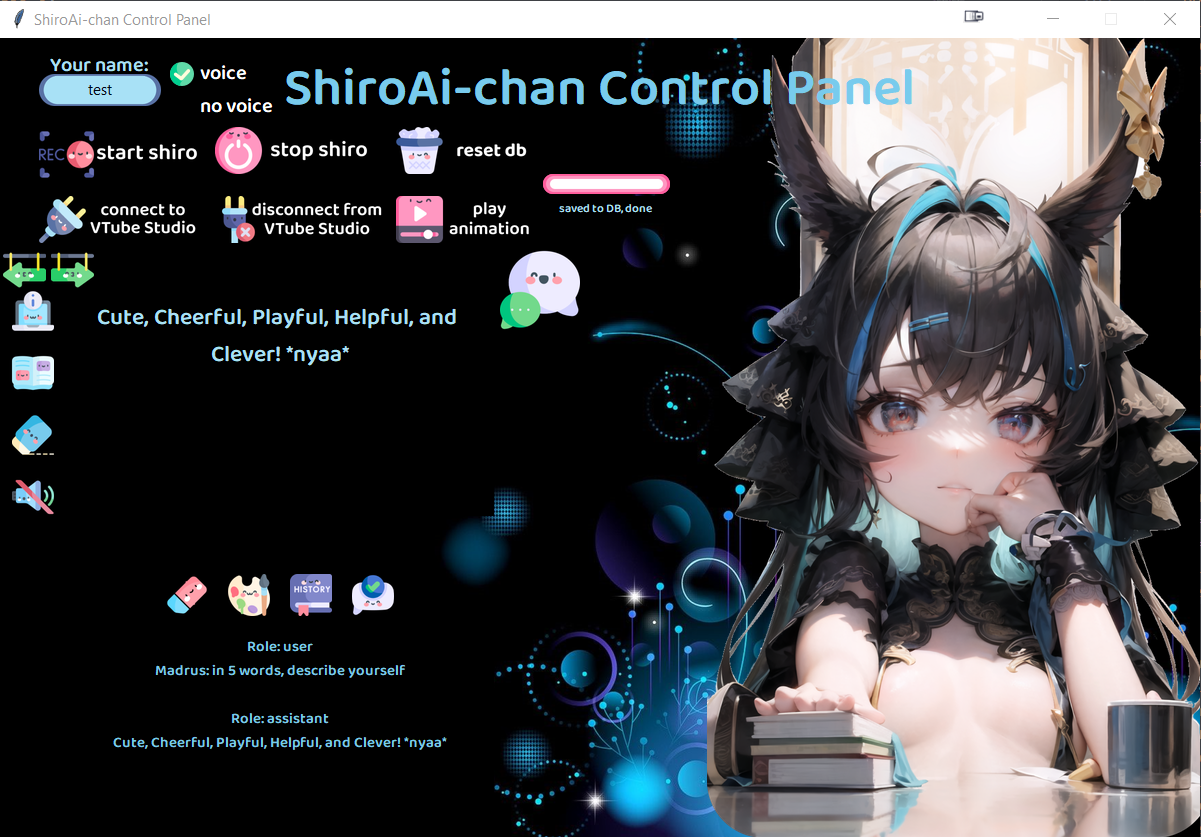 ShiroAi-chan Control Panel
Your name:
test
voice
no voice
ShiroAi-chan Control Panel
REC
start shiro
stop shiro
reset db
connect to
VTube Studio
disconnect from
VTube Studio
play
animation
saved to DB, done
Cute, Cheerful, Playful, Helpful, and
Clever! *nyaa*
HISTORY
Role: user
Madrus: in 5 words, describe yourself
Role: assistant
Cute, Cheerful, Playful, Helpful, and Clever! *nyaa*